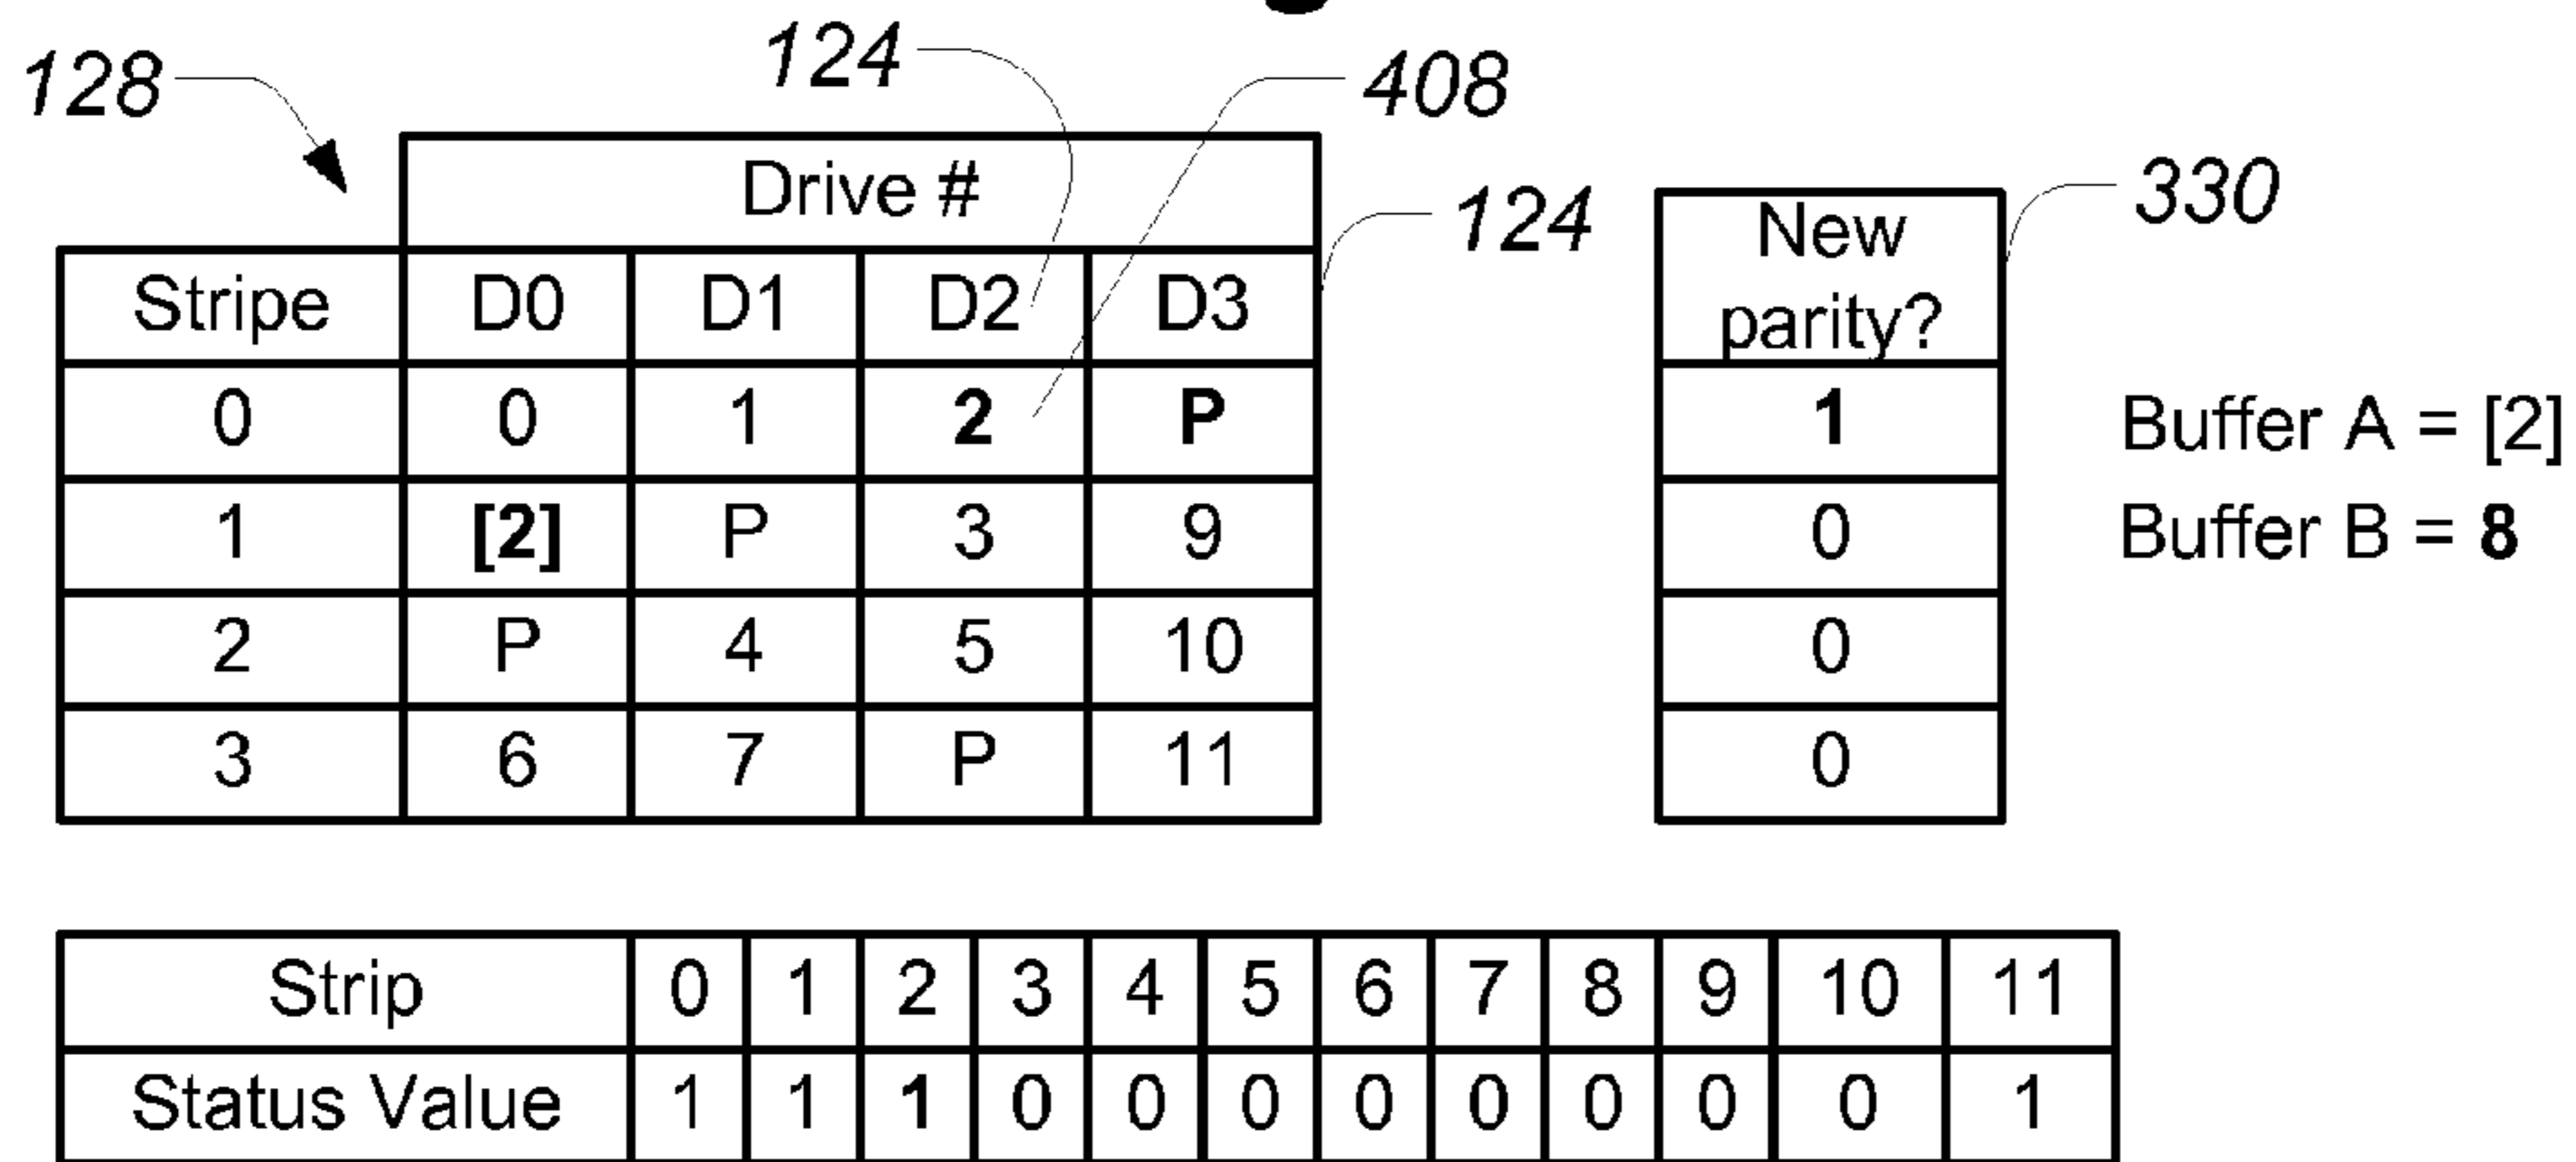 128 124 408
Drive # 124 330
Stripe D0 D1 D2 D3
New
parity?
0 0 1 2 P 1 Buffer A = [2]
1 [2] P 3 9 0 Buffer B = 8
2 P 4 5 10 0
3 6 7 P 11 0
Strip 0 1 2 3 4 5 6 7 8 9 10 11
Status Value 1 1 1 0 0 0 0 0 0 0 0 1